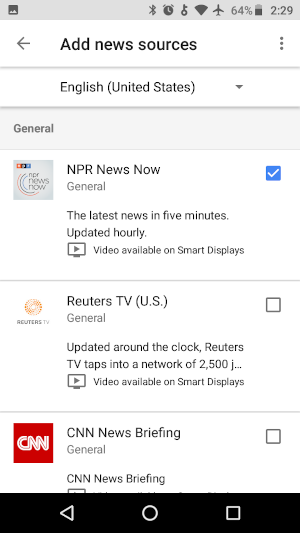 64% 2:29
Add news sources
English (United States)
General
npr
news
now
NPR News Now
General
The latest news in five minutes.
Updated hourly.
Video available on Smart Displays
REUTERS TV
Reuters TV (U.S.)
General
Updated around the clock, Reuters
TV taps into a network of 2,500 j…
Video available on Smart Displays
CNN
CNN News Briefing
General
CNN News Briefing